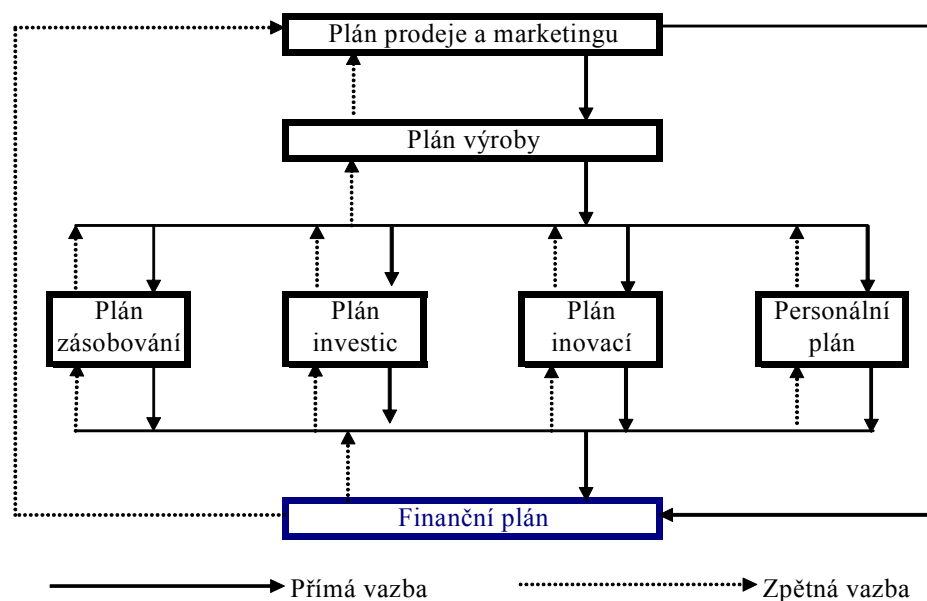 Plán prodeje a marketingu
Plán výroby
Plán
zásobování
Plán
investic
Plán
inovací
Personální
plán
Finanční plán
Přímá vazba
Zpětná vazba